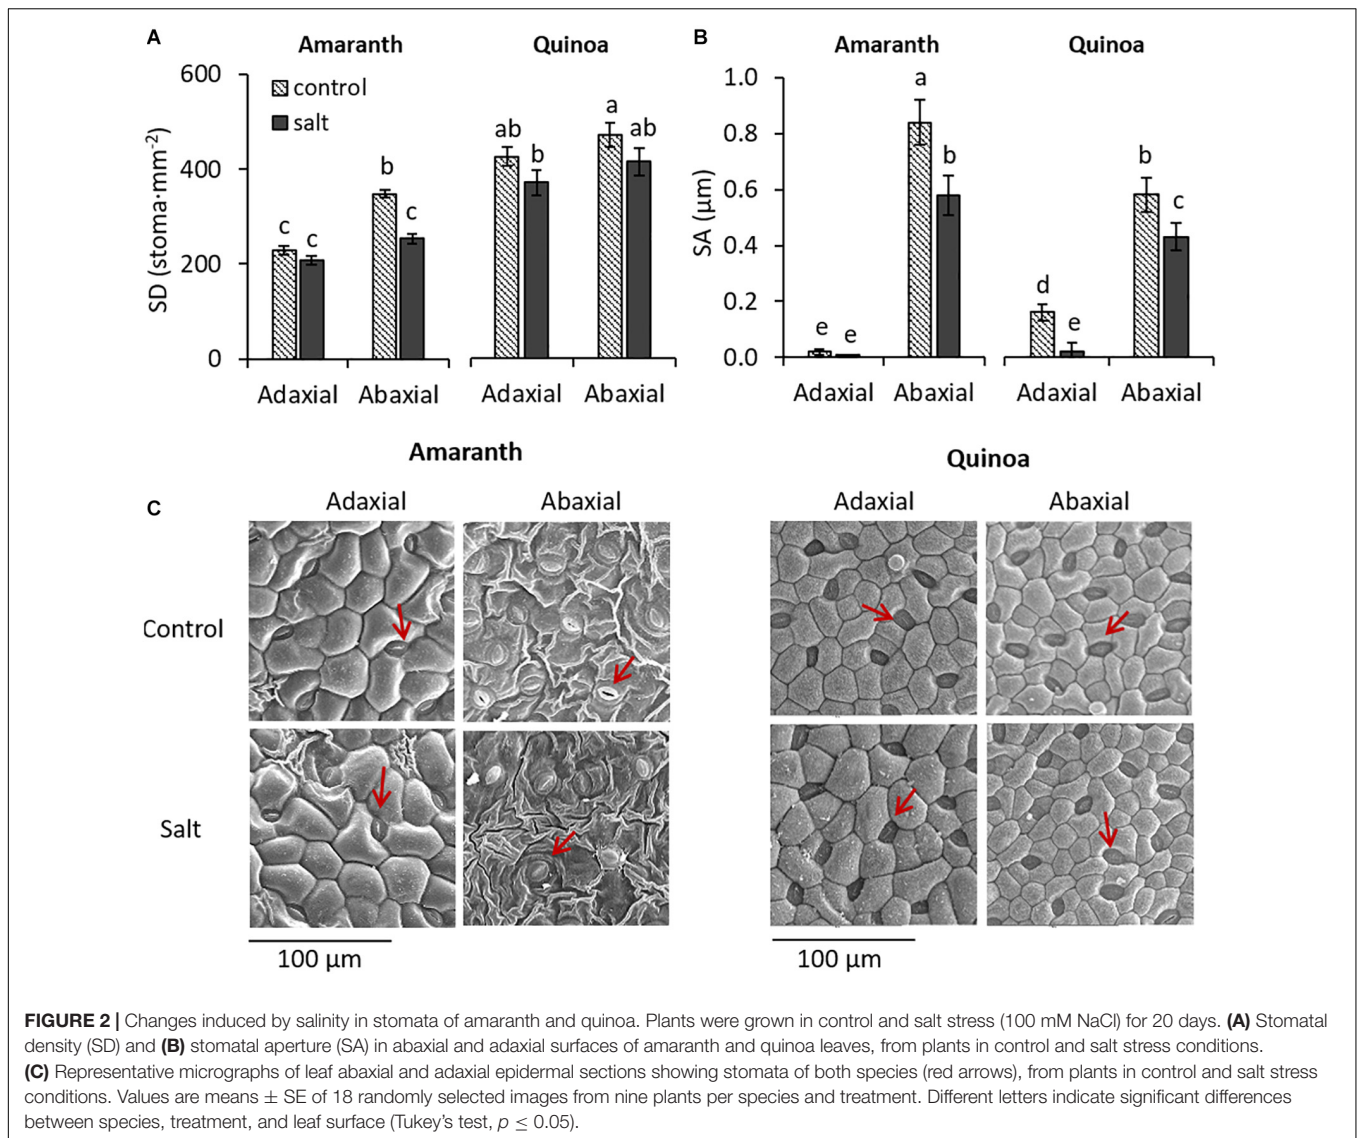 A
Amaranth
Quinoa
SD (stoma·mm⁻²)
600
400
200
0
control
salt
c
c
b
c
ab
b
a
ab
Adaxial
Abaxial
Adaxial
Abaxial
B
Amaranth
Quinoa
SA (µm)
1.0
0.8
0.6
0.4
0.2
0.0
e
e
a
b
d
e
b
c
Adaxial
Abaxial
Adaxial
Abaxial
C
Amaranth
Quinoa
Adaxial
Abaxial
Adaxial
Abaxial
Control
Salt
100 µm
100 µm
FIGURE 2 | Changes induced by salinity in stomata of amaranth and quinoa. Plants were grown in control and salt stress (100 mM NaCl) for 20 days. (A) Stomatal
density (SD) and (B) stomatal aperture (SA) in abaxial and adaxial surfaces of amaranth and quinoa leaves, from plants in control and salt stress conditions.
(C) Representative micrographs of leaf abaxial and adaxial epidermal sections showing stomata of both species (red arrows), from plants in control and salt stress
conditions. Values are means ± SE of 18 randomly selected images from nine plants per species and treatment. Different letters indicate significant differences
between species, treatment, and leaf surface (Tukey's test, p ≤ 0.05).